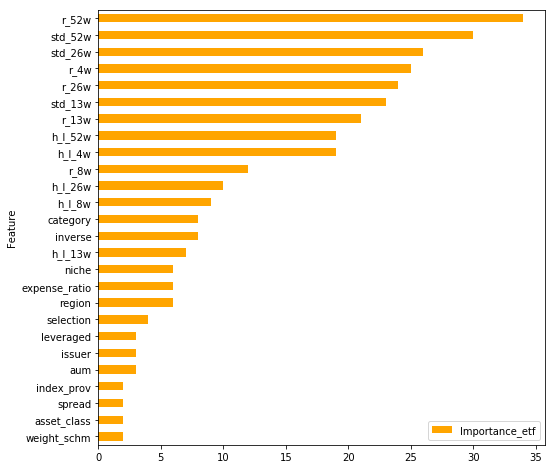 r_52w
std_52w
std_26w
r_4w
r_26w
std_13w
r_13w
h_l_52w
h_l_4w
r_8w
h_l_26w
h_l_8w
category
inverse
h_l_13w
niche
expense_ratio
region
selection
leveraged
issuer
aum
index_prov
spread
asset_class
weight_schm
Feature
0 5 10 15 20 25 30 35
Importance_etf